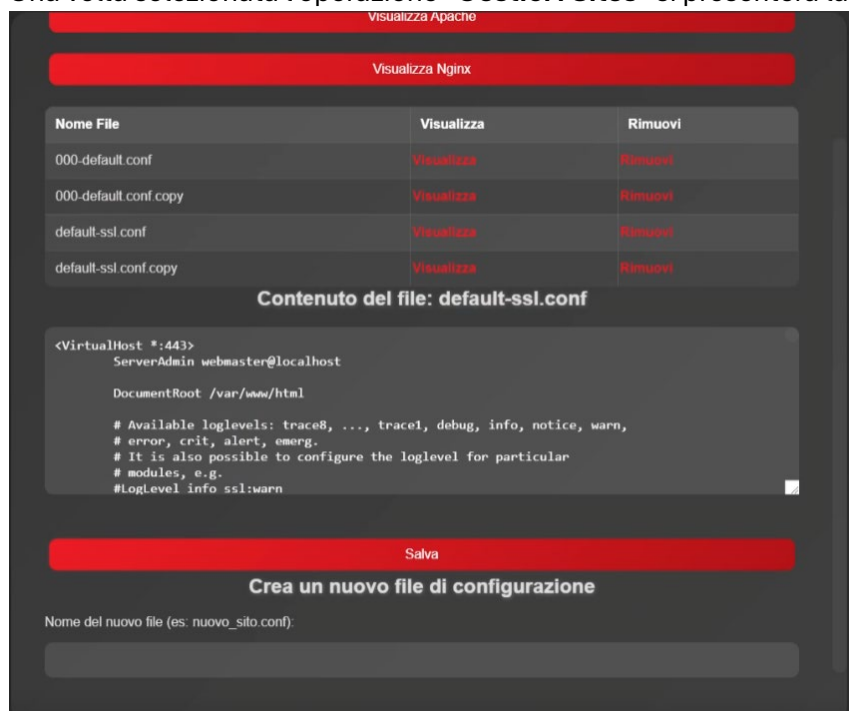 Visualizza Apache
Visualizza Nginx
Nome File Visualizza Rimuovi
000-default.conf Visualizza Rimuovi
000-default.conf.copy Visualizza Rimuovi
default-ssl.conf Visualizza Rimuovi
default-ssl.conf.copy Visualizza Rimuovi
Contenuto del file: default-ssl.conf
<VirtualHost *:443>
ServerAdmin webmaster@localhost
DocumentRoot /var/www/html
# Available loglevels: trace8, ..., trace1, debug, info, notice, warn,
# error, crit, alert, emerg.
# It is also possible to configure the loglevel for particular
# modules, e.g.
#LogLevel info ssl:warn
Salva
Crea un nuovo file di configurazione
Nome del nuovo file (es: nuovo_sito.conf):